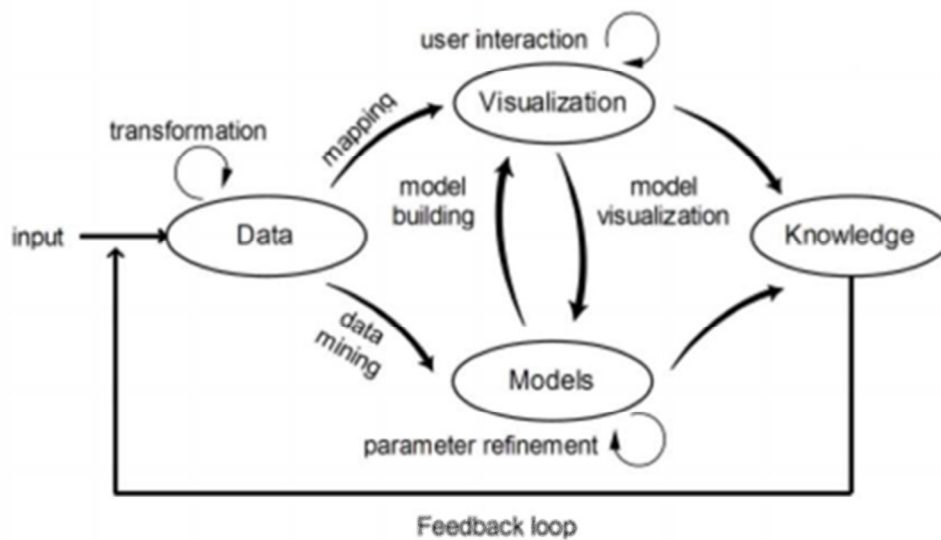 user interaction
Visualization
transformation
mapping
model
building
model
visualization
input
Data
Knowledge
data
mining
Models
parameter refinement
Feedback loop